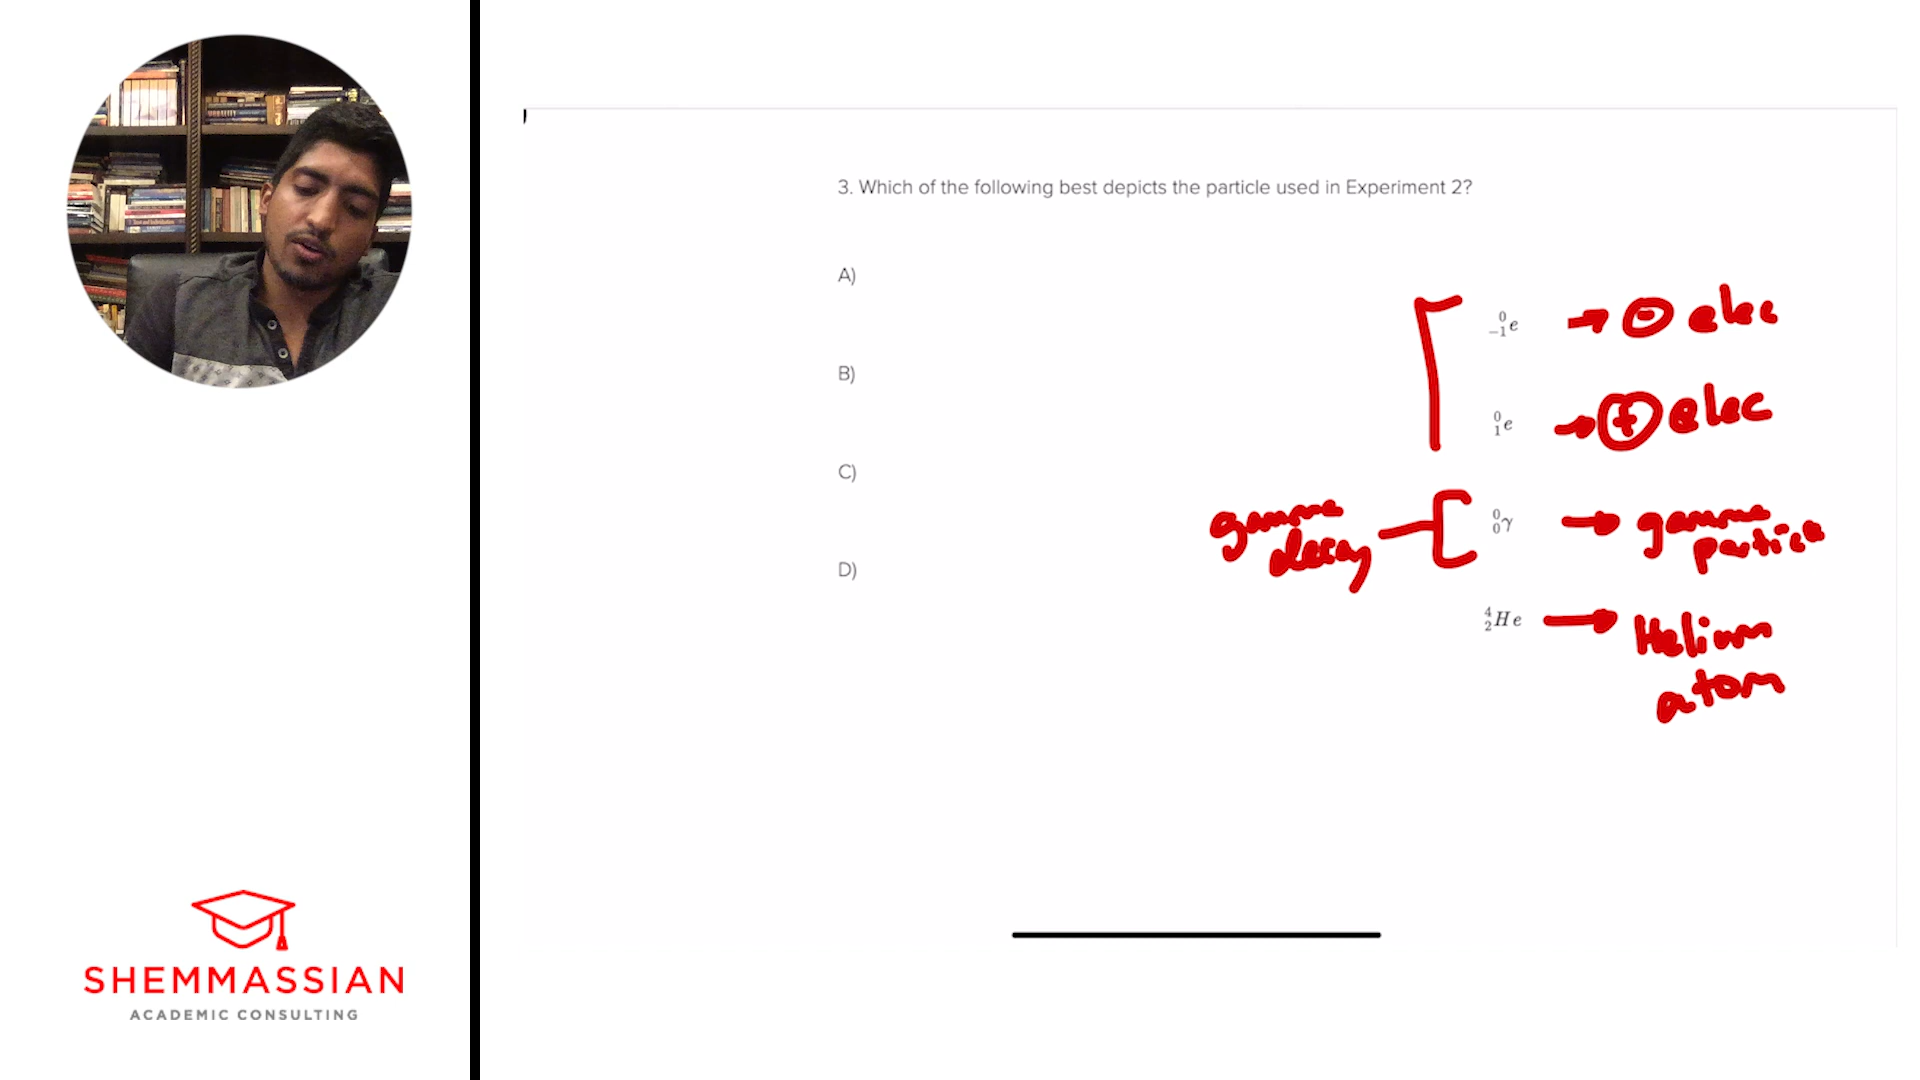 3. Which of the following best depicts the particle used in Experiment 2?
A)
B)
C)
D)
0 -1 e → ⊖ elec
0 1 e → ⊕ elec
gamma decay
0 0 γ → gamma particle
4 2 He → Helium atom
SHEMMASSIAN
ACADEMIC CONSULTING